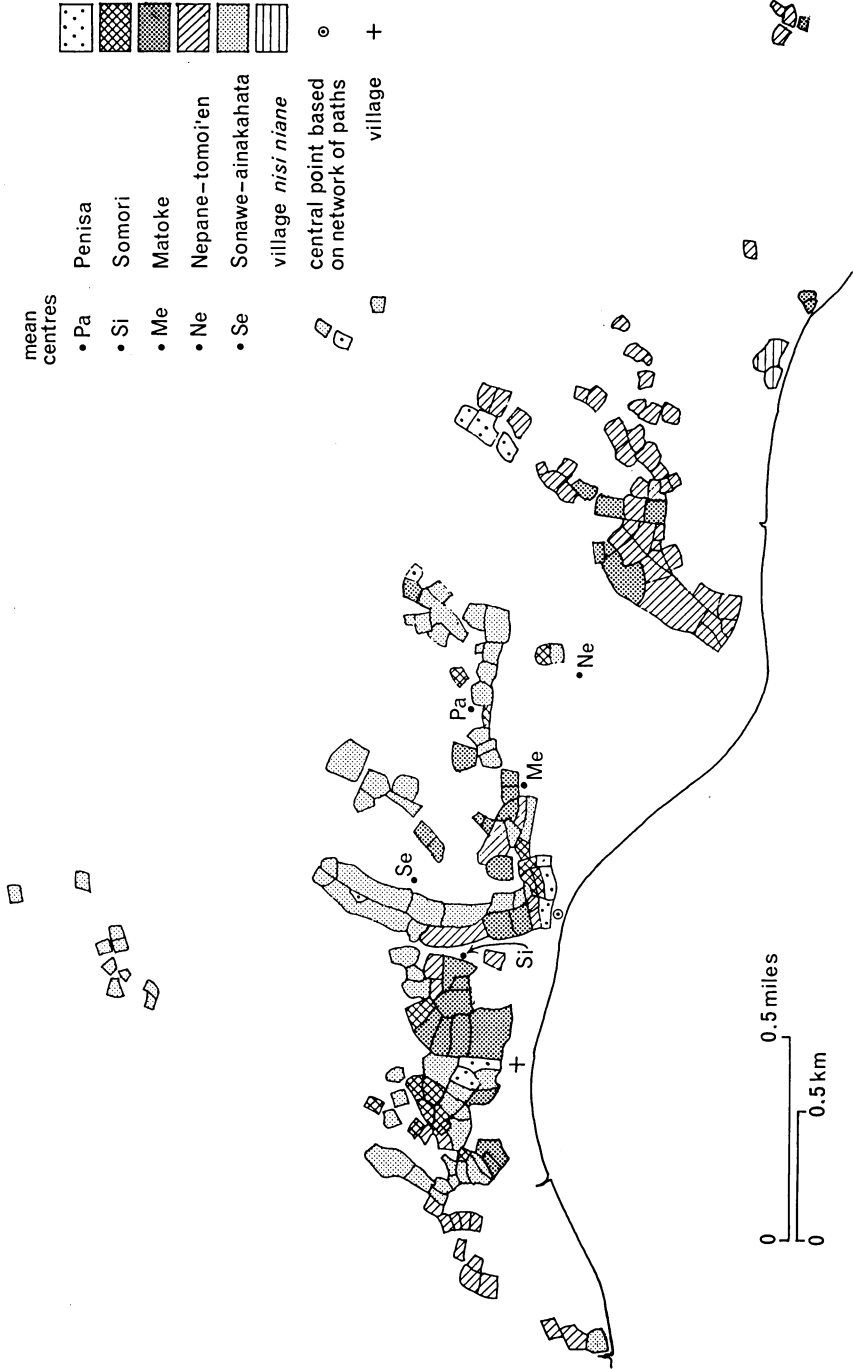 mean
centres
• Pa Penisa
• Si Somori
• Me Matoke
• Ne Nepane-tomoi'en
• Se Sonawe-ainakahata
village nisi niane
central point based
on network of paths
village
Se
Pa
Me
Ne
Si
0 0.5 miles
0 0.5 km